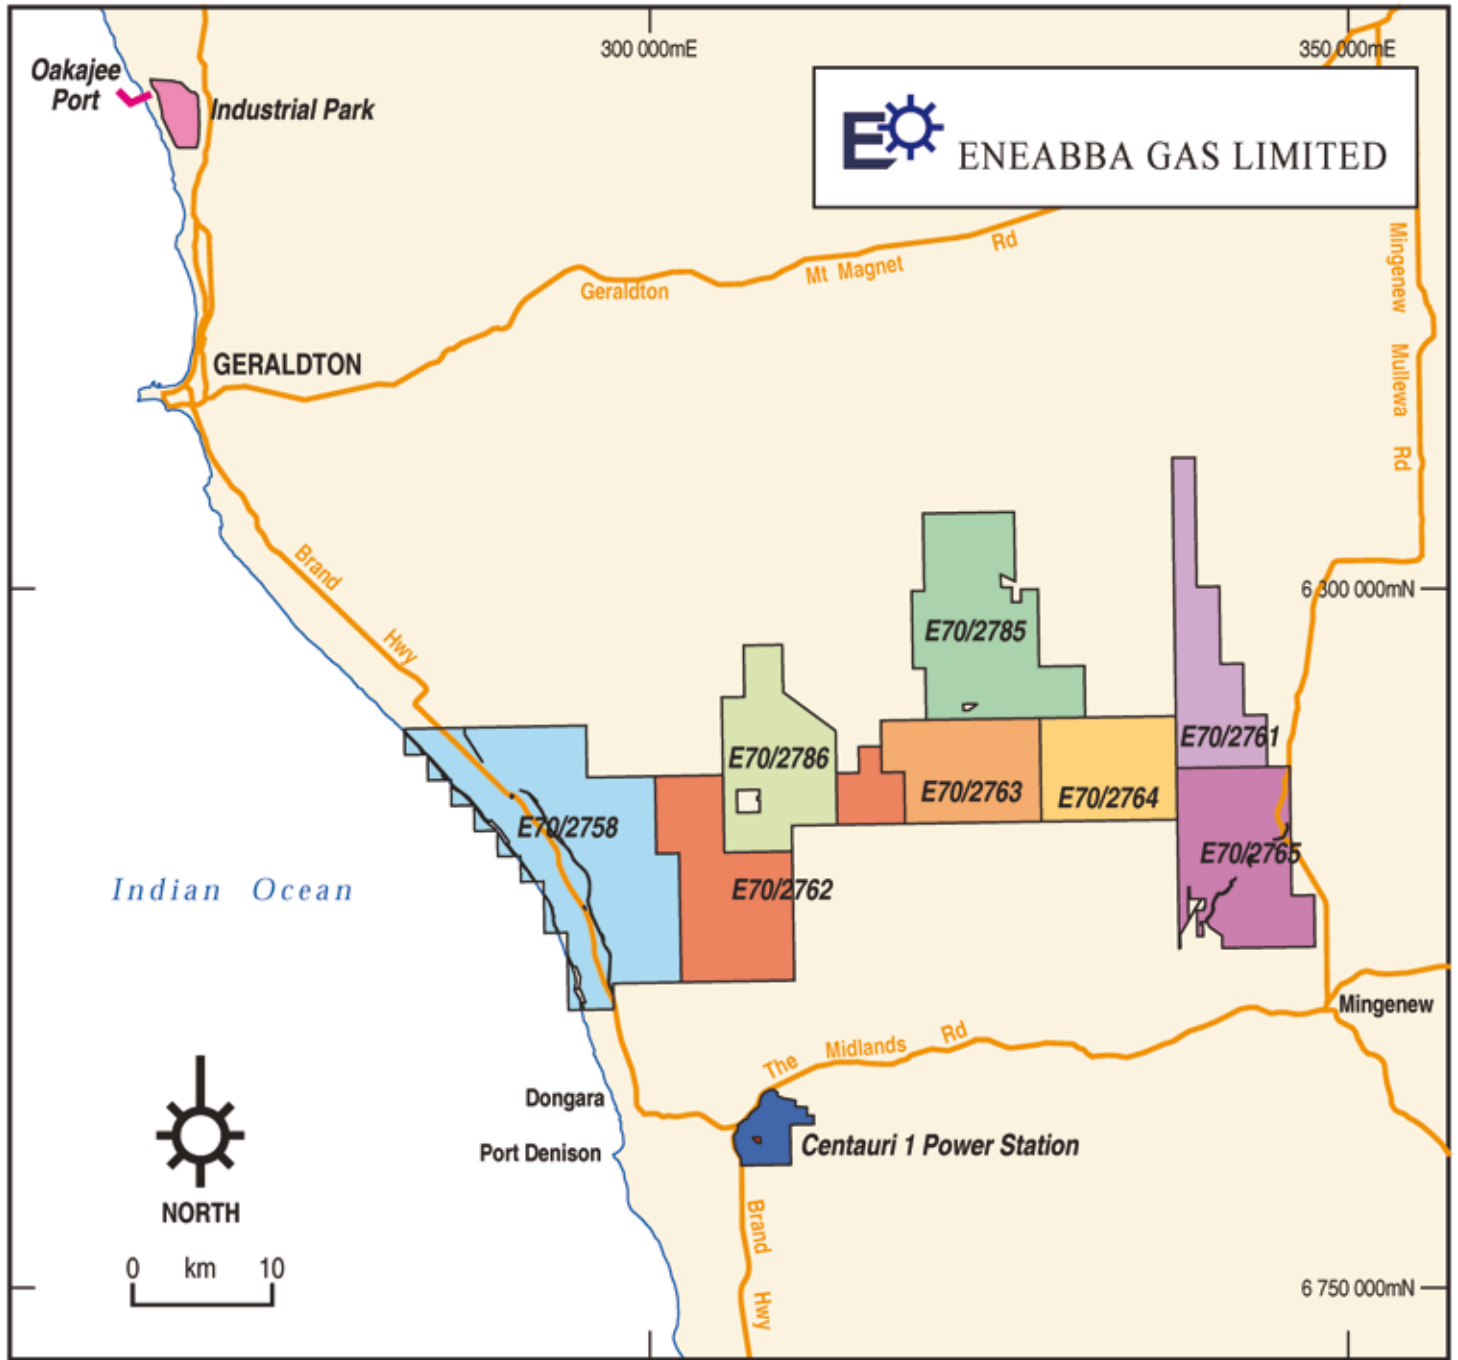 300 000mE
350 000mE
Oakajee
Port
Industrial Park
ENEABBA GAS LIMITED
Geraldton Mt Magnet Rd
Mingenew Mullewa Rd
GERALDTON
Brand Hwy
6 300 000mN
E70/2785
E70/2761
E70/2786
E70/2763
E70/2764
E70/2758
E70/2765
E70/2762
Indian Ocean
Mingenew
The Midlands Rd
Dongara
Port Denison
Centauri 1 Power Station
NORTH
Brand Hwy
0 km 10
6 750 000mN